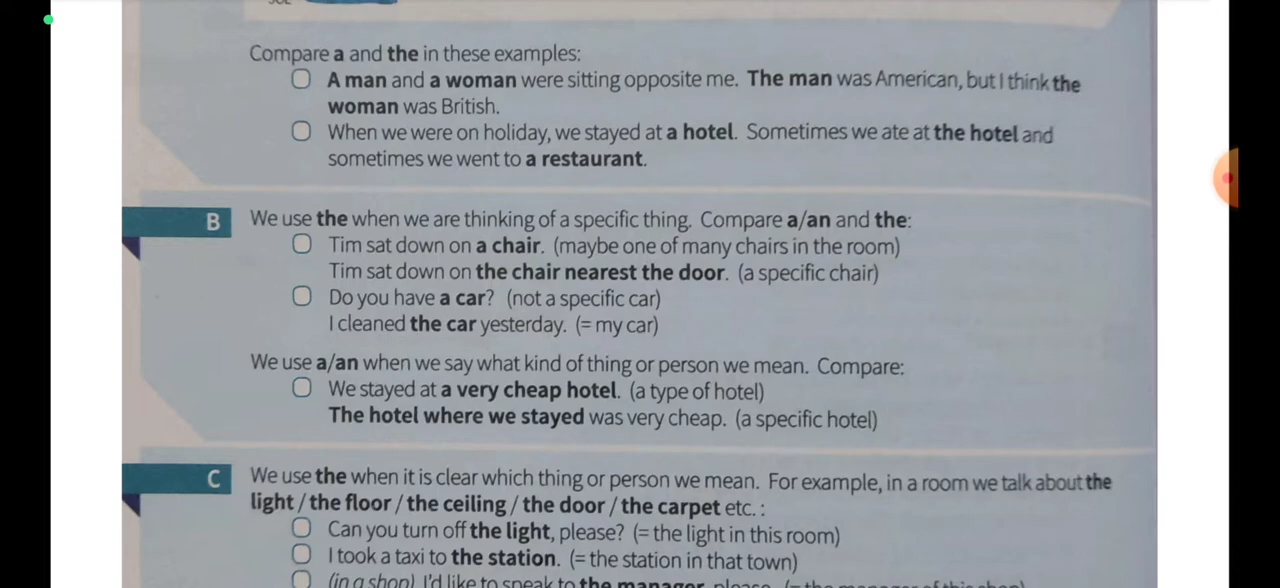 Compare a and the in these examples:
A man and a woman were sitting opposite me. The man was American, but I think the
woman was British.
When we were on holiday, we stayed at a hotel. Sometimes we ate at the hotel and
sometimes we went to a restaurant.
B We use the when we are thinking of a specific thing. Compare a/an and the:
Tim sat down on a chair. (maybe one of many chairs in the room)
Tim sat down on the chair nearest the door. (a specific chair)
Do you have a car? (not a specific car)
I cleaned the car yesterday. (= my car)
We use a/an when we say what kind of thing or person we mean. Compare:
We stayed at a very cheap hotel. (a type of hotel)
The hotel where we stayed was very cheap. (a specific hotel)
C We use the when it is clear which thing or person we mean. For example, in a room we talk about the
light / the floor / the ceiling / the door / the carpet etc. :
Can you turn off the light, please? (= the light in this room)
I took a taxi to the station. (= the station in that town)
(in a shop) I'd like to speak to the manager, please. (= the manager of this shop)